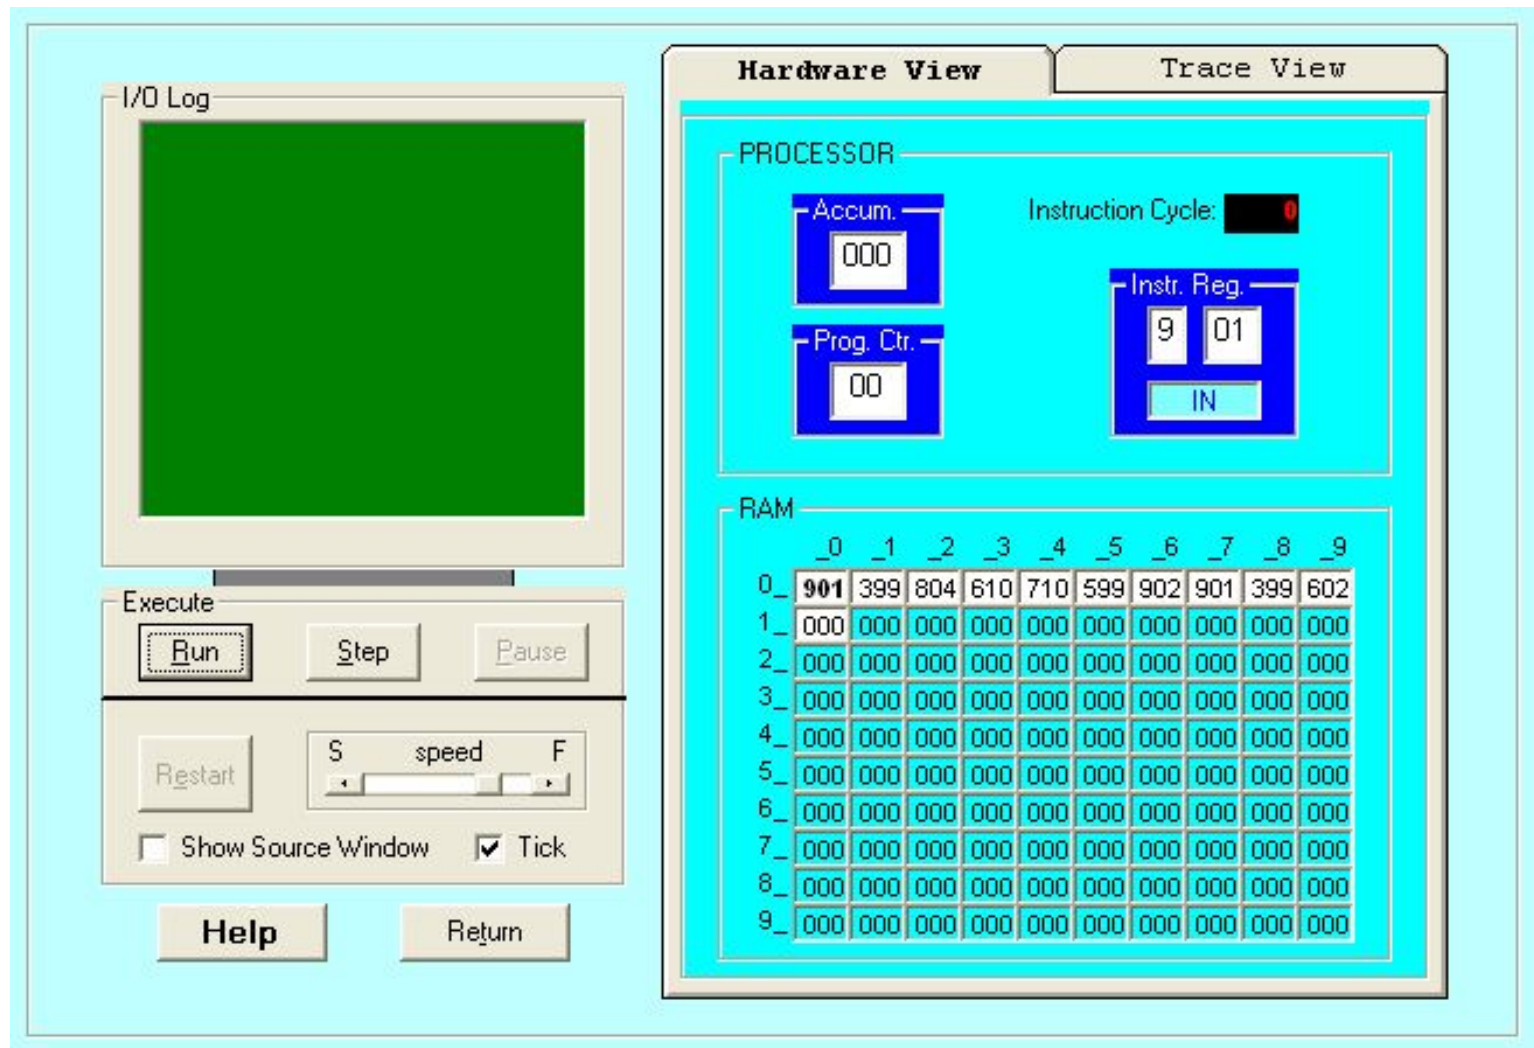 I/O Log
Execute
Run Step Pause
Restart
S speed F
Show Source Window Tick
Help Return
Hardware View Trace View
PROCESSOR
Accum.
000
Instruction Cycle: 0
Prog. Ctr.
00
Instr. Reg.
9 01
IN
RAM
_0 _1 _2 _3 _4 _5 _6 _7 _8 _9
0_ 901 399 804 610 710 599 902 901 399 602
1_ 000 000 000 000 000 000 000 000 000 000
2_ 000 000 000 000 000 000 000 000 000 000
3_ 000 000 000 000 000 000 000 000 000 000
4_ 000 000 000 000 000 000 000 000 000 000
5_ 000 000 000 000 000 000 000 000 000 000
6_ 000 000 000 000 000 000 000 000 000 000
7_ 000 000 000 000 000 000 000 000 000 000
8_ 000 000 000 000 000 000 000 000 000 000
9_ 000 000 000 000 000 000 000 000 000 000